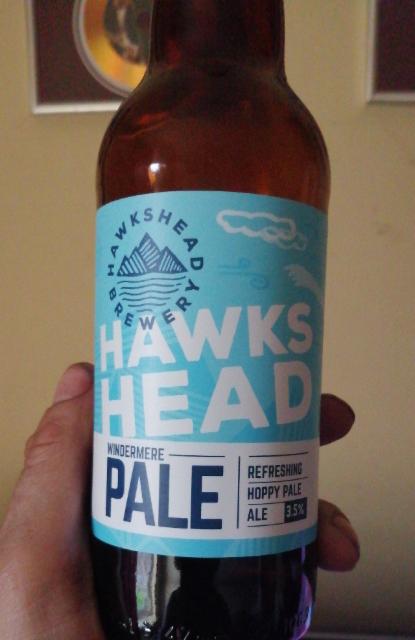 HAWKSHEAD
BREWERY
HAWKS
HEAD
WINDERMERE
PALE
REFRESHING
HOPPY PALE
ALE 3.5%